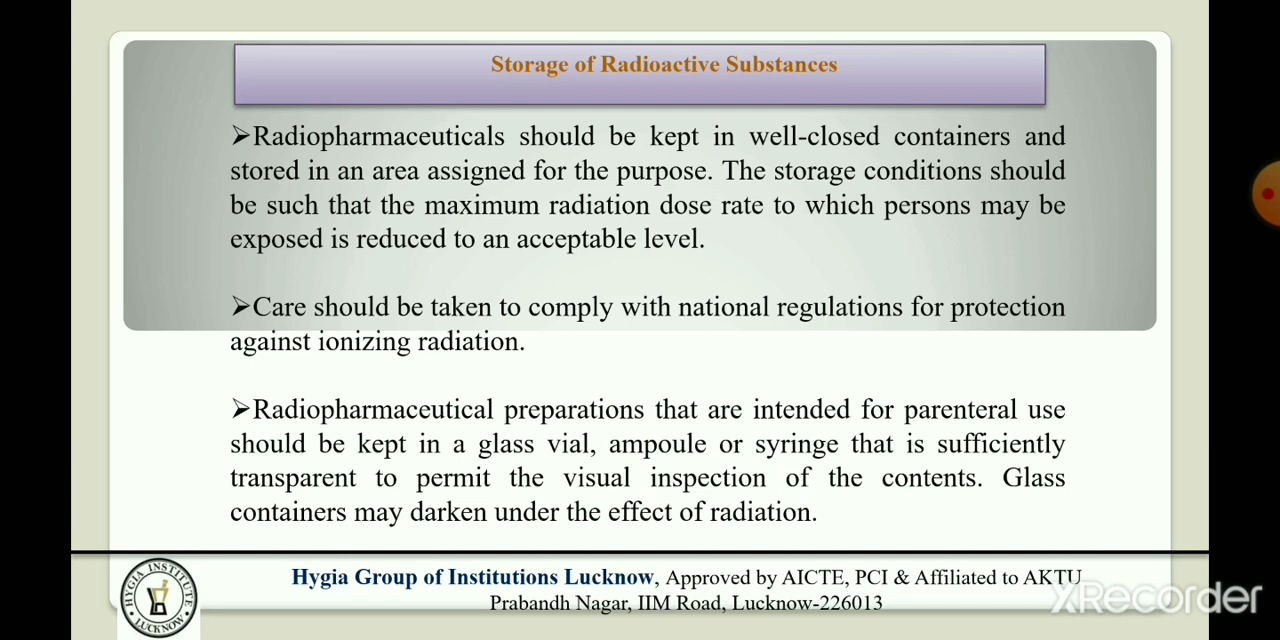 Storage of Radioactive Substances
➢Radiopharmaceuticals should be kept in well-closed containers and
stored in an area assigned for the purpose. The storage conditions should
be such that the maximum radiation dose rate to which persons may be
exposed is reduced to an acceptable level.
➢Care should be taken to comply with national regulations for protection
against ionizing radiation.
➢Radiopharmaceutical preparations that are intended for parenteral use
should be kept in a glass vial, ampoule or syringe that is sufficiently
transparent to permit the visual inspection of the contents. Glass
containers may darken under the effect of radiation.
HYGIA INSTITUTE
LUCKNOW
Hygia Group of Institutions Lucknow, Approved by AICTE, PCI & Affiliated to AKTU
Prabandh Nagar, IIM Road, Lucknow-226013
XRecorder